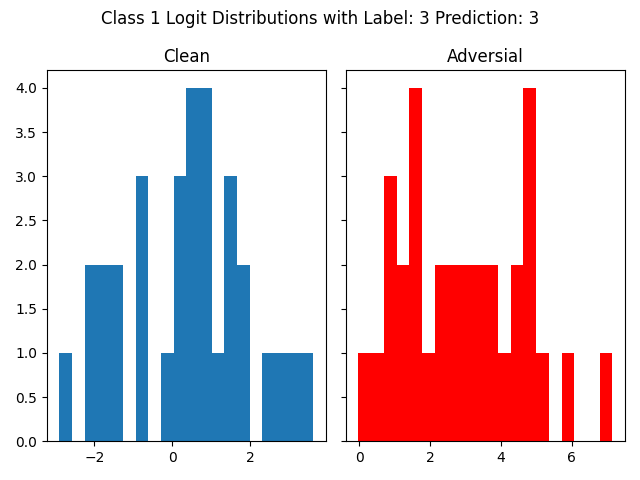 Class 1 Logit Distributions with Label: 3 Prediction: 3
Clean
Adversial
4.0
3.5
3.0
2.5
2.0
1.5
1.0
0.5
0.0
−2 0 2
0 2 4 6